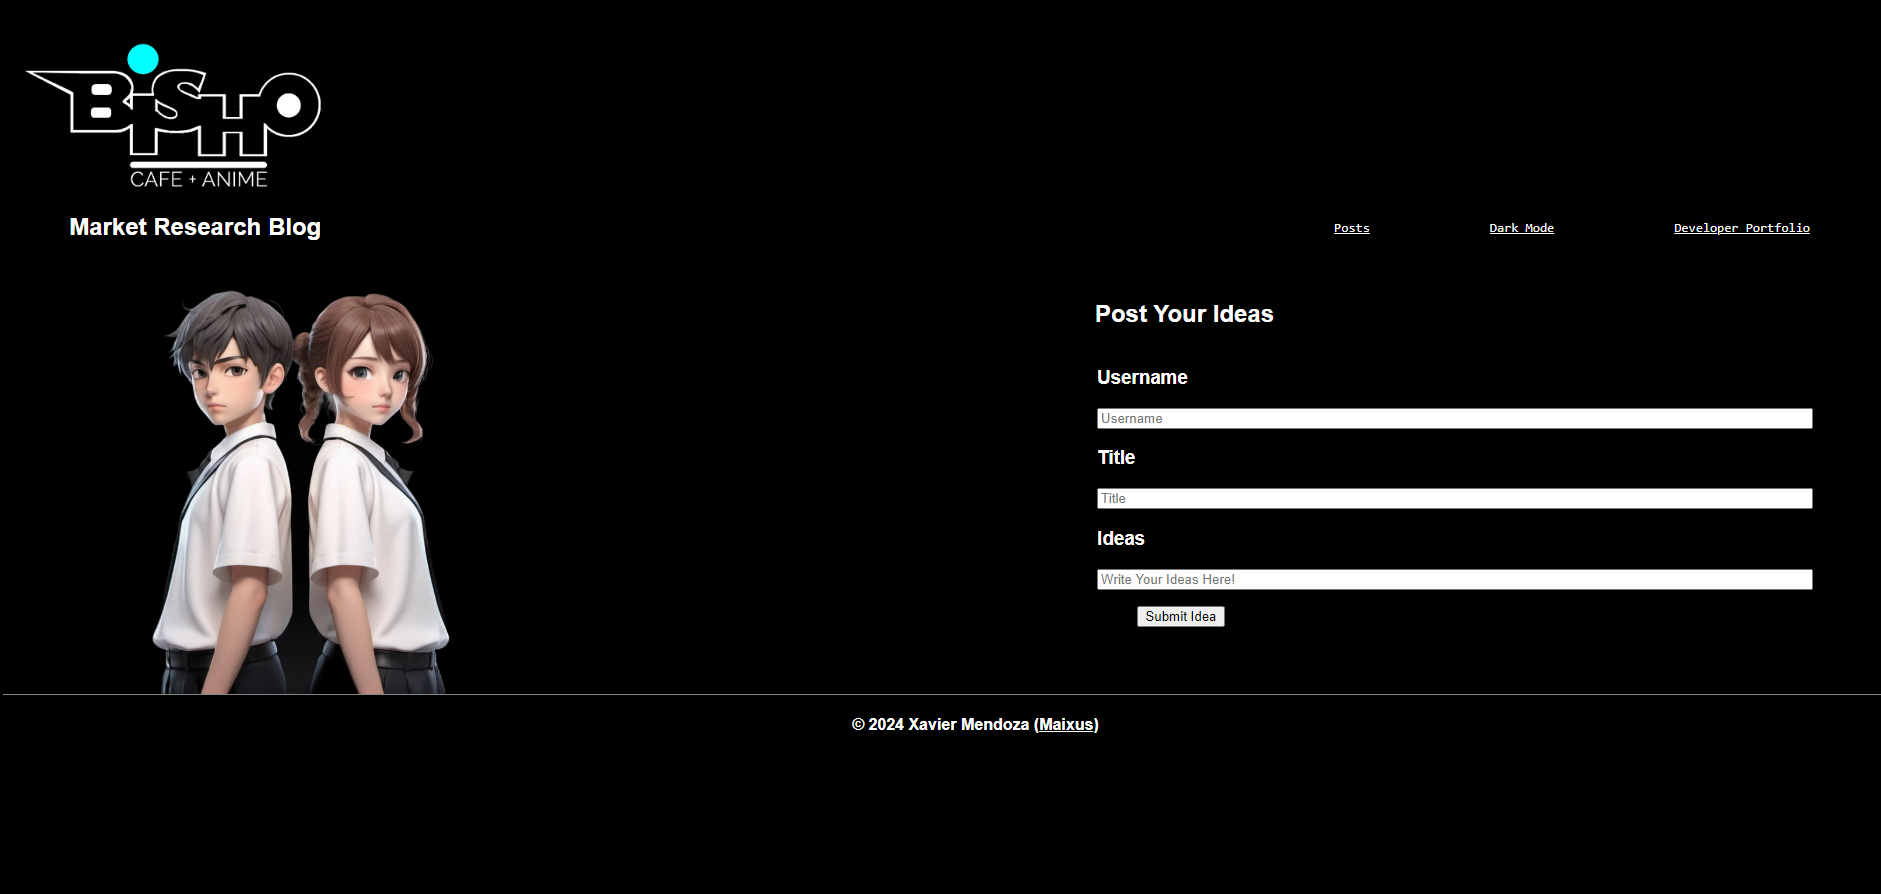 BiSHO
CAFE + ANIME
Market Research Blog
Posts
Dark Mode
Developer Portfolio
Post Your Ideas
Username
Username
Title
Title
Ideas
Write Your Ideas Here!
Submit Idea
© 2024 Xavier Mendoza (Maixus)